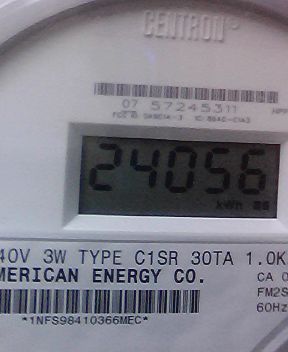 CENTRON®
07 57245311
24056
kWh
40V 3W TYPE C1SR 30TA 1.0K
MERICAN ENERGY CO.
CA 0
FM2S
60Hz
*1NFS98410366MEC*